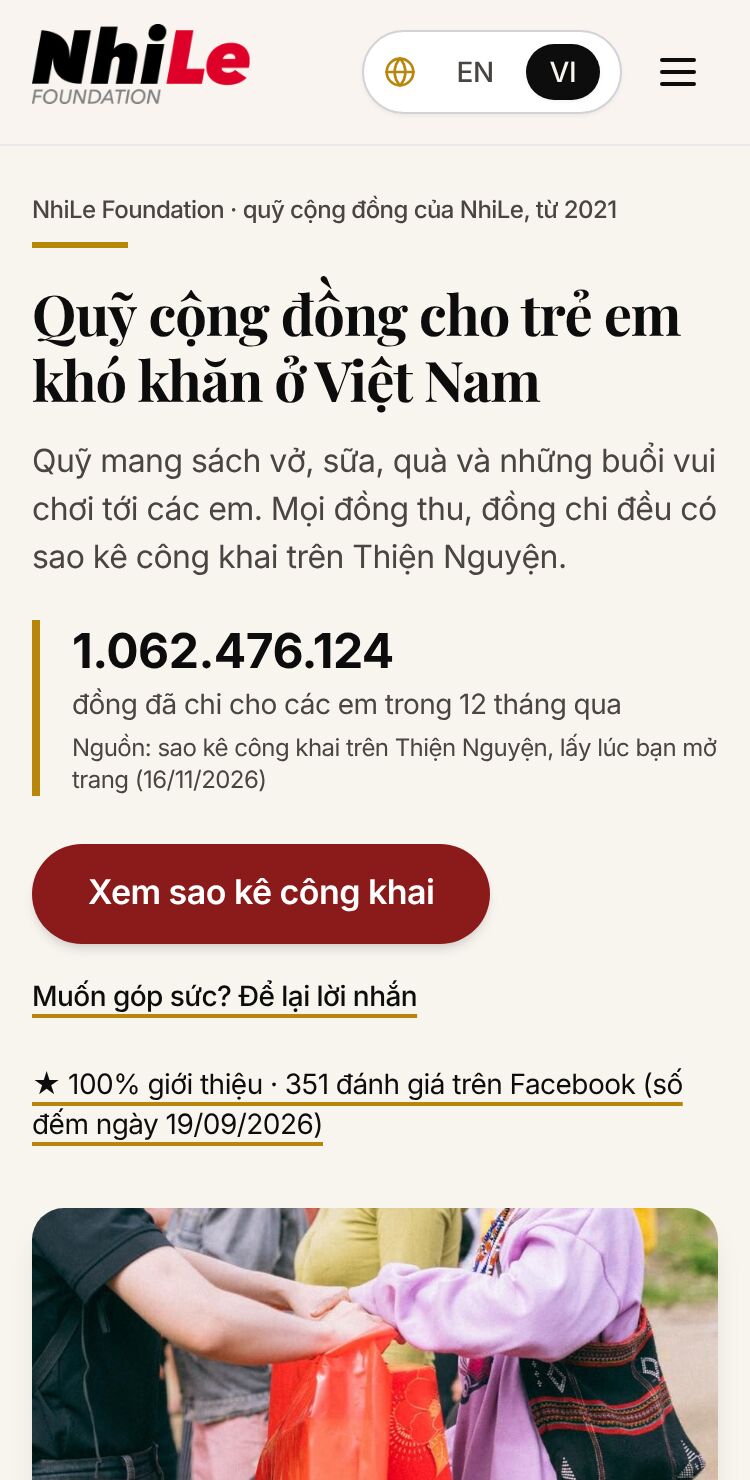 NhiLe
FOUNDATION
EN
VI
NhiLe Foundation · quỹ cộng đồng của NhiLe, từ 2021
Quỹ cộng đồng cho trẻ em
khó khăn ở Việt Nam
Quỹ mang sách vở, sữa, quà và những buổi vui
chơi tới các em. Mọi đồng thu, đồng chi đều có
sao kê công khai trên Thiện Nguyện.
1.062.476.124
đồng đã chi cho các em trong 12 tháng qua
Nguồn: sao kê công khai trên Thiện Nguyện, lấy lúc bạn mở
trang (16/11/2026)
Xem sao kê công khai
Muốn góp sức? Để lại lời nhắn
★ 100% giới thiệu · 351 đánh giá trên Facebook (số
đếm ngày 19/09/2026)